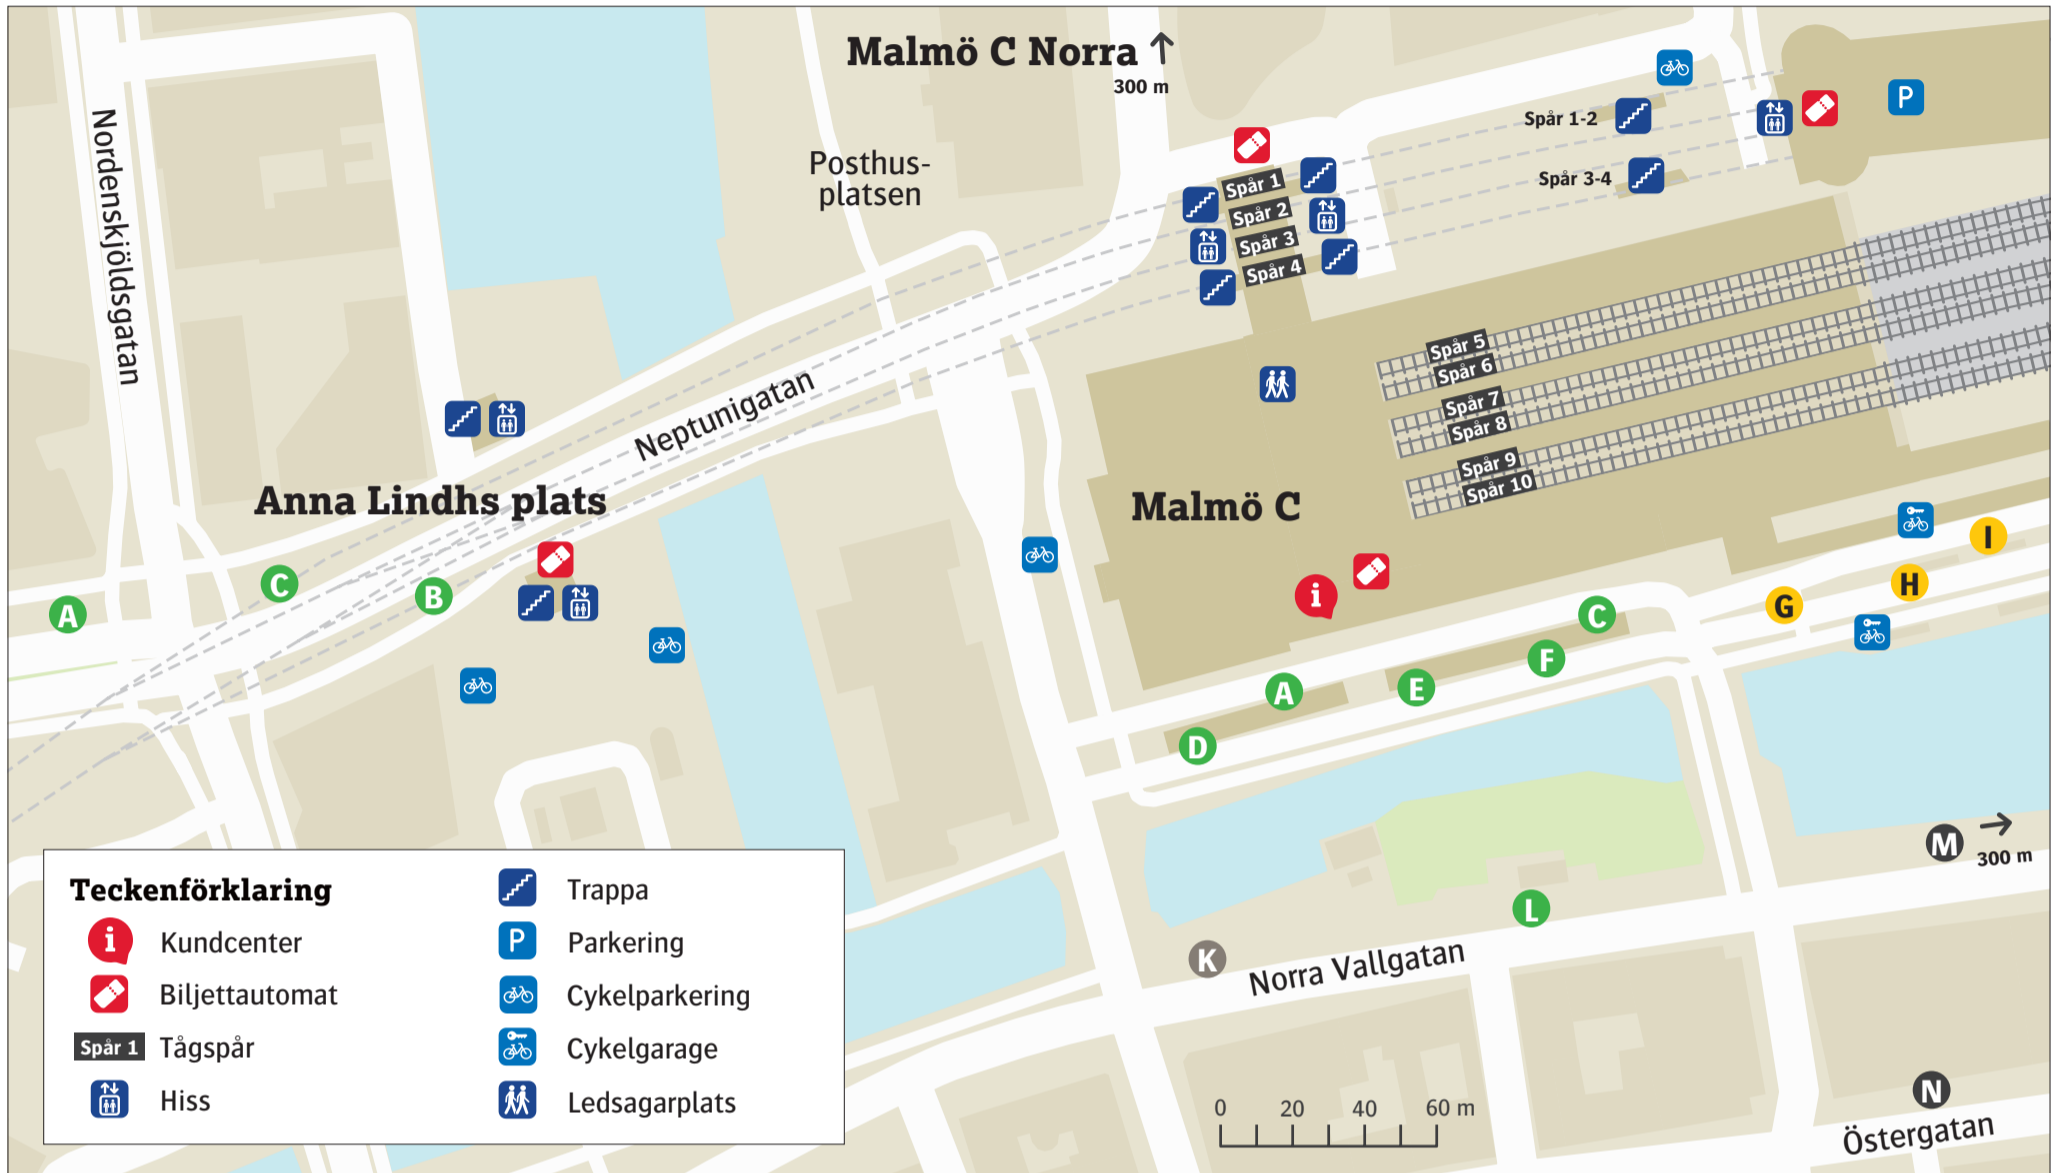 Malmö C Norra
300 m
Nordenskjöldsgatan
Posthus-
platsen
Spår 1-2
P
Spår 3-4
Spår 1
Spår 2
Spår 3
Spår 4
Spår 5
Spår 6
Spår 7
Spår 8
Spår 9
Spår 10
Neptunigatan
Anna Lindhs plats
Malmö C
A
C
B
i
A
D
E
F
C
G
H
I
M
300 m
L
K
Norra Vallgatan
N
Östergatan
0 20 40 60 m
Teckenförklaring
i Kundcenter
Biljettautomat
Spår 1 Tågspår
Hiss
Trappa
P Parkering
Cykelparkering
Cykelgarage
Ledsagarplats